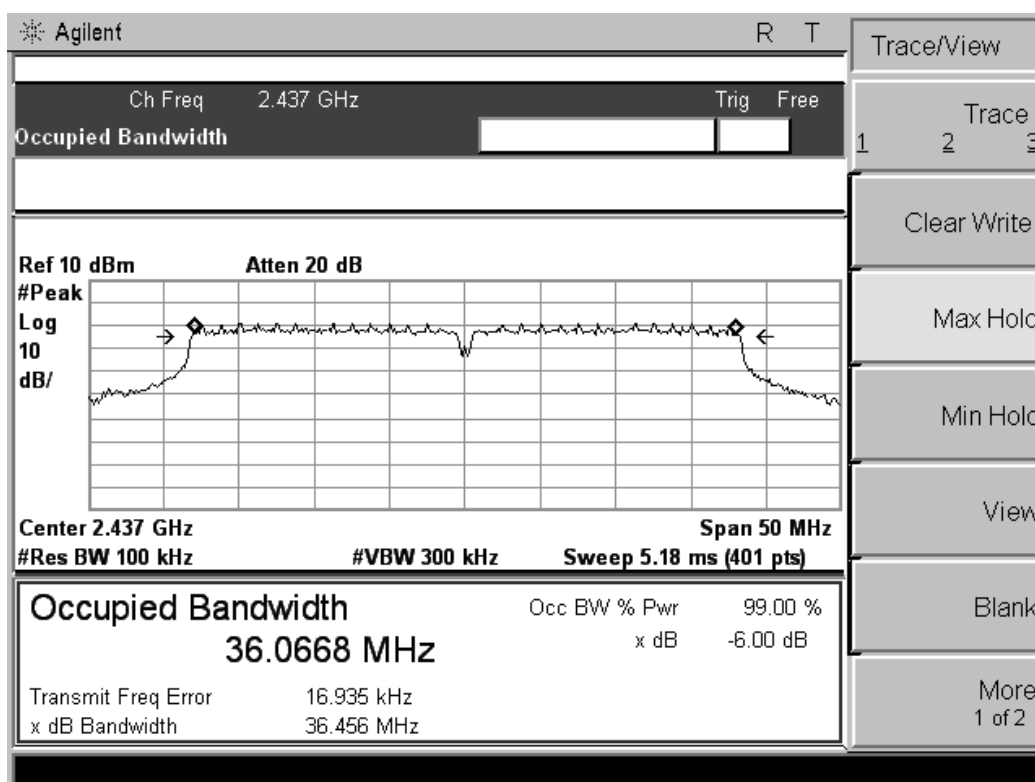 Agilent R T
Trace/View
Ch Freq 2.437 GHz Trig Free
Occupied Bandwidth
Trace
1 2 3
Clear Write
Max Hold
Min Hold
View
Blank
More
1 of 2
Ref 10 dBm Atten 20 dB
#Peak
Log
10
dB/
Center 2.437 GHz Span 50 MHz
#Res BW 100 kHz #VBW 300 kHz Sweep 5.18 ms (401 pts)
Occupied Bandwidth
36.0668 MHz
Occ BW % Pwr 99.00 %
x dB -6.00 dB
Transmit Freq Error 16.935 kHz
x dB Bandwidth 36.456 MHz